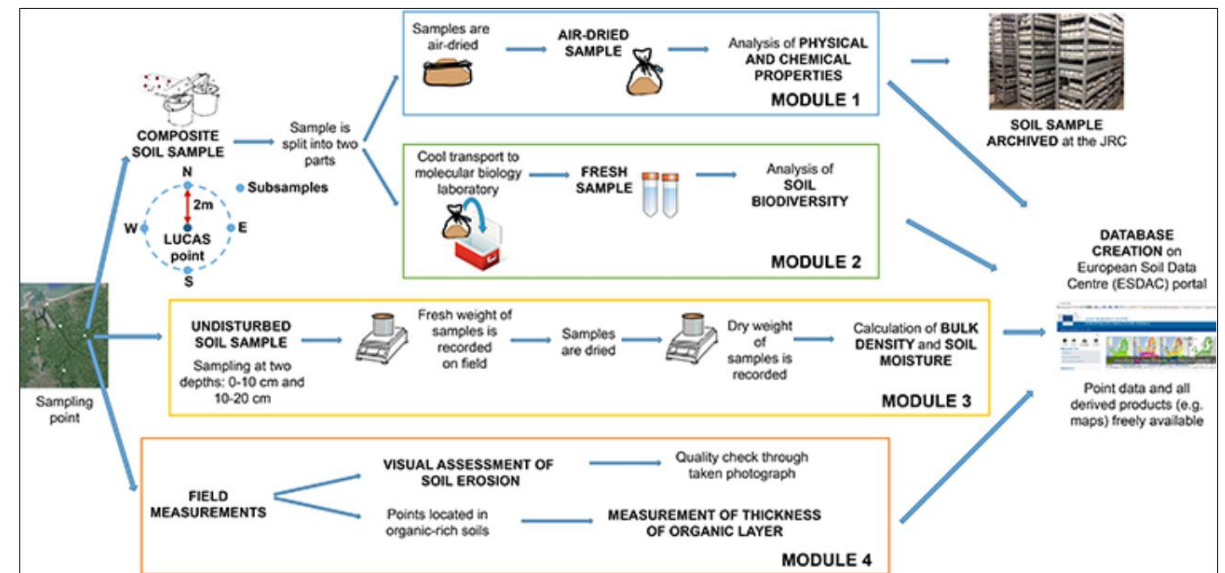 Samples are
air-dried
AIR-DRIED
SAMPLE
Analysis of PHYSICAL
AND CHEMICAL
PROPERTIES
MODULE 1
SOIL SAMPLE
ARCHIVED at the JRC
COMPOSITE
SOIL SAMPLE
Sample is
split into two
parts
N
Subsamples
2m
W
E
LUCAS
point
S
Cool transport to
molecular biology
laboratory
FRESH
SAMPLE
Analysis of
SOIL
BIODIVERSITY
MODULE 2
DATABASE
CREATION on
European Soil Data
Centre (ESDAC) portal
Sampling
point
UNDISTURBED
SOIL SAMPLE
Sampling at two
depths: 0-10 cm and
10-20 cm
Fresh weight of
samples is
recorded
on field
Samples
are dried
Dry weight
of
samples is
recorded
Calculation of BULK
DENSITY and SOIL
MOISTURE
MODULE 3
Point data and all
derived products (e.g.
maps) freely available
FIELD
MEASUREMENTS
VISUAL ASSESSMENT OF
SOIL EROSION
Quality check through
taken photograph
Points located in
organic-rich soils
MEASUREMENT OF THICKNESS
OF ORGANIC LAYER
MODULE 4